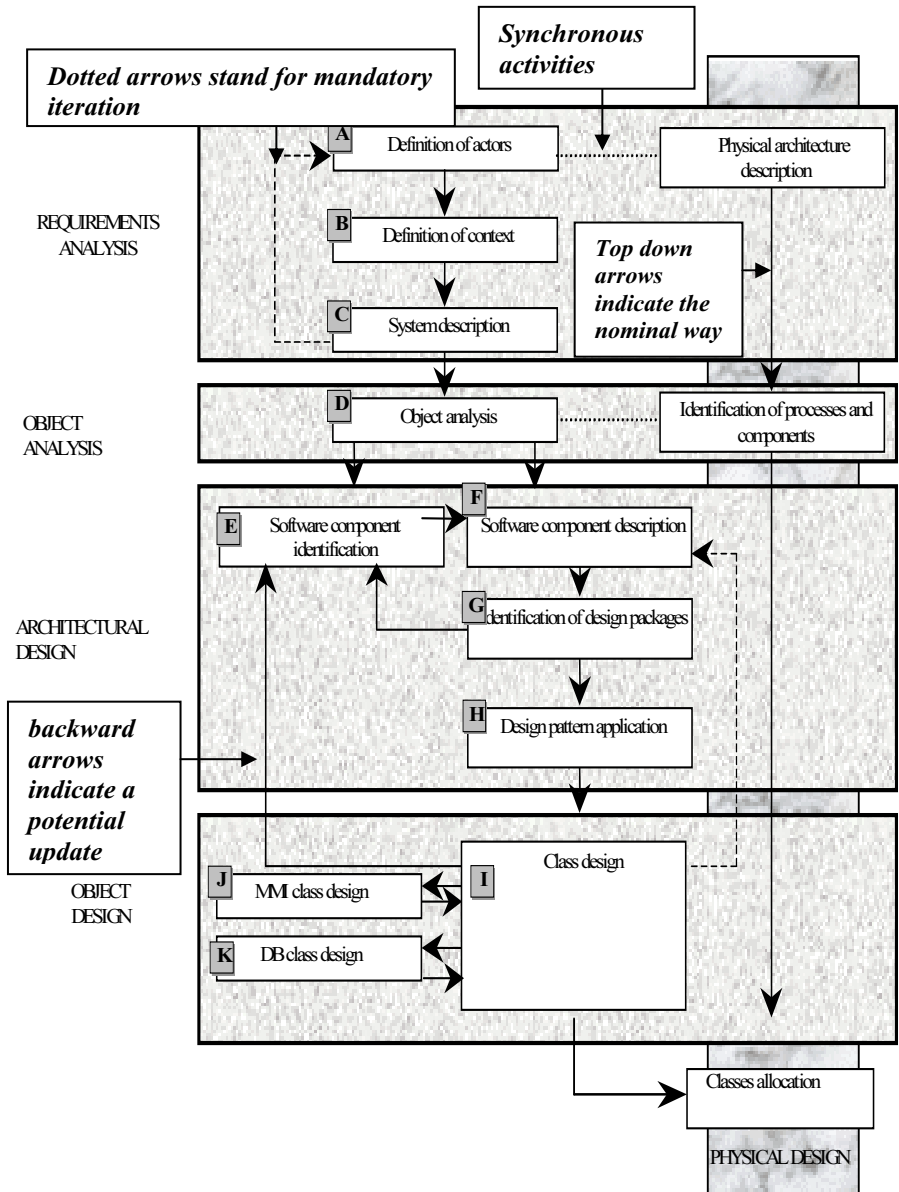 Synchronous
activities
Dotted arrows stand for mandatory
iteration
A
Definition of actors
Physical architecture
description
REQUIREMENTS
ANALYSIS
B
Definition of context
Top down
arrows
indicate the
nominal way
C
System description
OBJECT
ANALYSIS
D
Object analysis
Identification of processes and
components
E
Software component
identification
F
Software component description
ARCHITECTURAL
DESIGN
G
dentification of design packages
H
Design pattern application
backward
arrows
indicate a
potential
update
OBJECT
DESIGN
I
Class design
J
MMI class design
K
DB class design
Classes allocation
PHYSICAL DESIGN